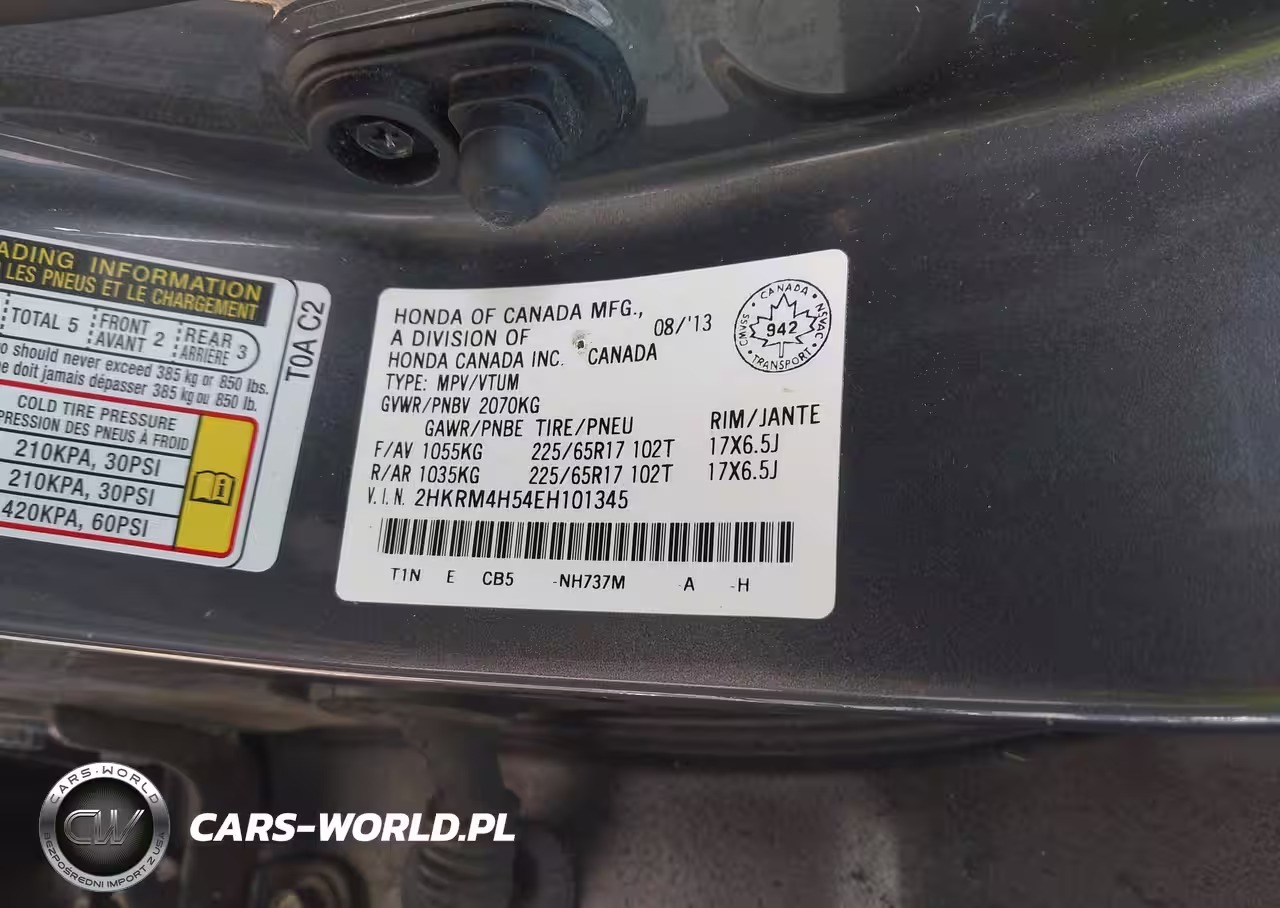 ADING INFORMATION
LES PNEUS ET LE CHARGEMENT
TOTAL 5
FRONT
AVANT 2
REAR
ARRIÈRE 3
should never exceed 385 kg or 850 lbs.
doit jamais dépasser 385 kg ou 850 lb.
COLD TIRE PRESSURE
PRESSION DES PNEUS À FROID
210KPA, 30PSI
210KPA, 30PSI
420KPA, 60PSI
T0A C2
HONDA OF CANADA MFG.,
A DIVISION OF
HONDA CANADA INC. CANADA
08/'13
CANADA
CMVSS
NSVAC
942
TRANSPORT
TYPE: MPV/VTUM
GVWR/PNBV 2070KG
GAWR/PNBE TIRE/PNEU RIM/JANTE
F/AV 1055KG 225/65R17 102T 17X6.5J
R/AR 1035KG 225/65R17 102T 17X6.5J
V.I.N. 2HKRM4H54EH101345
T1N E CB5 -NH737M -A -H
CARS-WORLD
CW
BEZPOŚREDNI IMPORT Z USA
CARS-WORLD.PL